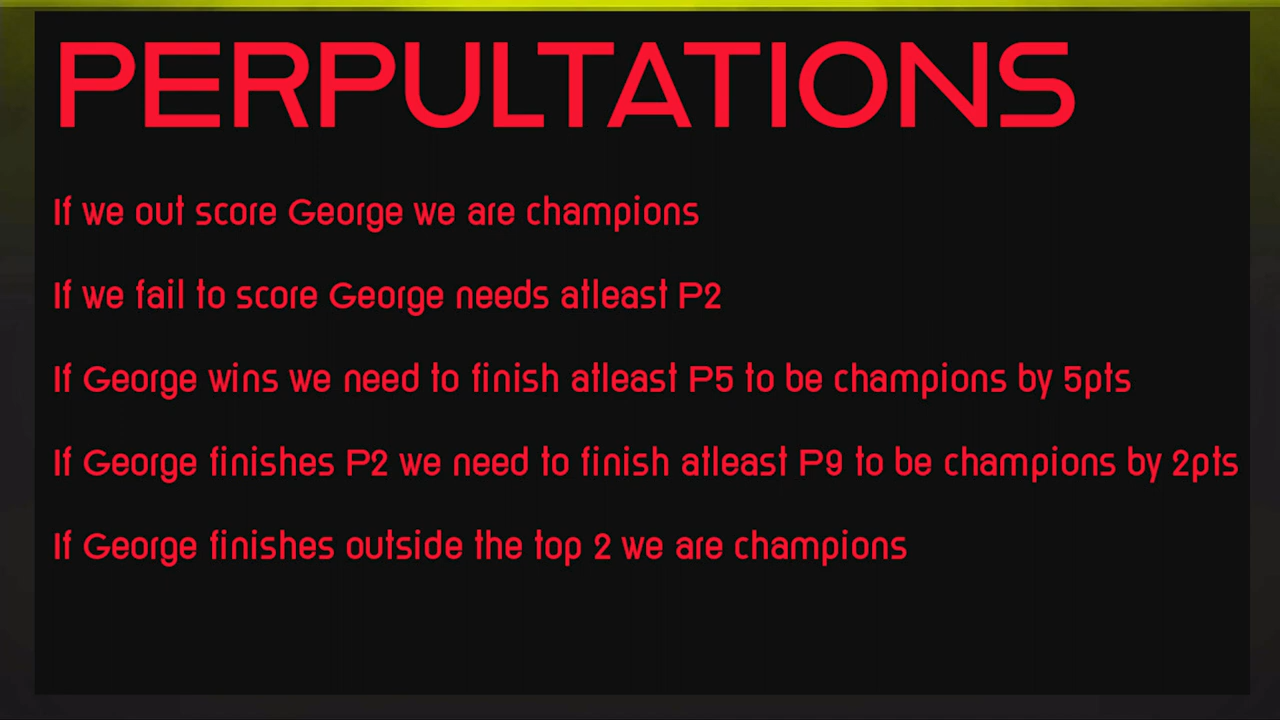 PERPULTATIONS
If we out score George we are champions
If we fail to score George needs atleast P2
If George wins we need to finish atleast P5 to be champions by 5pts
If George finishes P2 we need to finish atleast P9 to be champions by 2pts
If George finishes outside the top 2 we are champions